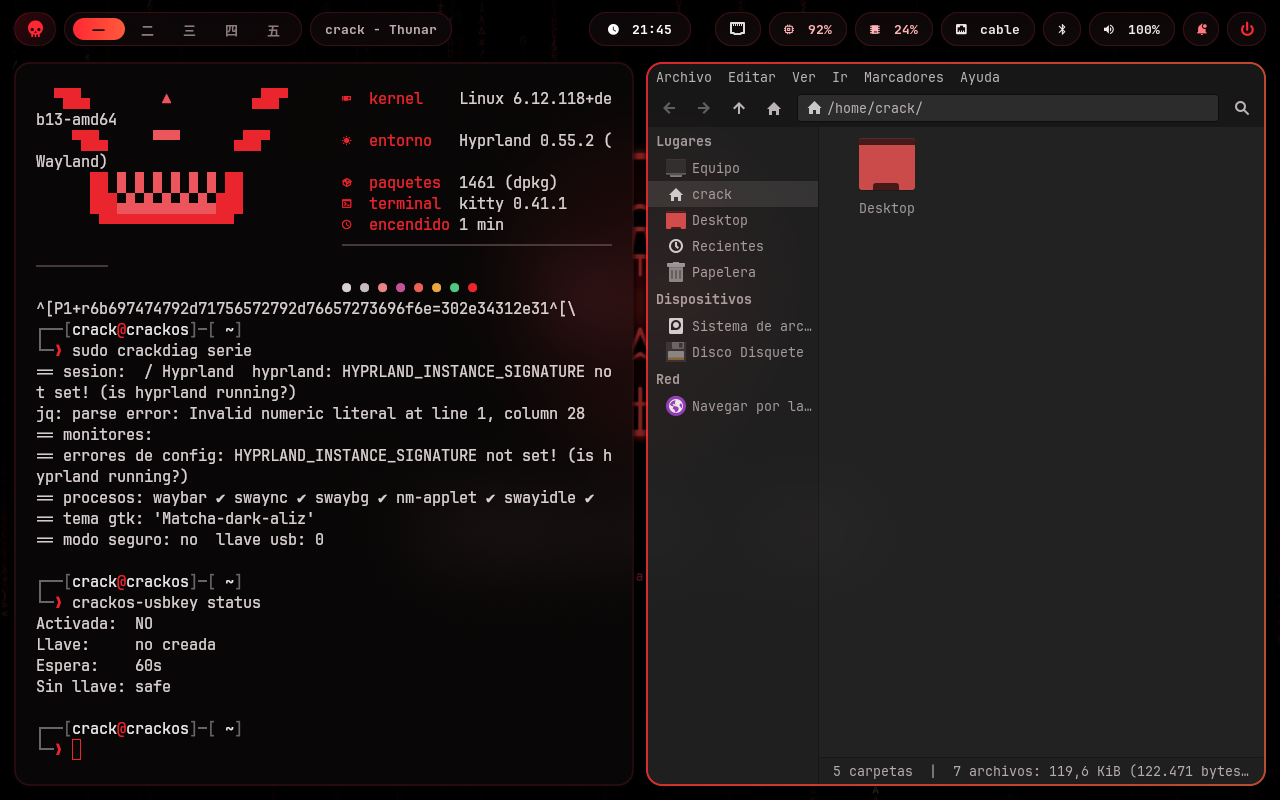 一 二 三 四 五
crack - Thunar
21:45
92%
24%
cable
100%
kernel Linux 6.12.118+de
b13-amd64
entorno Hyprland 0.55.2 (
Wayland)
paquetes 1461 (dpkg)
terminal kitty 0.41.1
encendido 1 min
^[P1+r6b697474792d71756572792d76657273696f6e=302e34312e31^[\
┌──[crack@crackos]─[ ~]
└─❱ sudo crackdiag serie
== sesion:  / Hyprland  hyprland: HYPRLAND_INSTANCE_SIGNATURE no
t set! (is hyprland running?)
jq: parse error: Invalid numeric literal at line 1, column 28
== monitores:
== errores de config: HYPRLAND_INSTANCE_SIGNATURE not set! (is h
yprland running?)
== procesos: waybar ✔ swaync ✔ swaybg ✔ nm-applet ✔ swayidle ✔
== tema gtk: 'Matcha-dark-aliz'
== modo seguro: no  llave usb: 0
┌──[crack@crackos]─[ ~]
└─❱ crackos-usbkey status
Activada:  NO
Llave:     no creada
Espera:    60s
Sin llave: safe
┌──[crack@crackos]─[ ~]
└─❱
Archivo Editar Ver Ir Marcadores Ayuda
/home/crack/
Lugares
Equipo
crack
Desktop
Recientes
Papelera
Dispositivos
Sistema de arc…
Disco Disquete
Red
Navegar por la…
Desktop
5 carpetas | 7 archivos: 119,6 KiB (122.471 bytes…